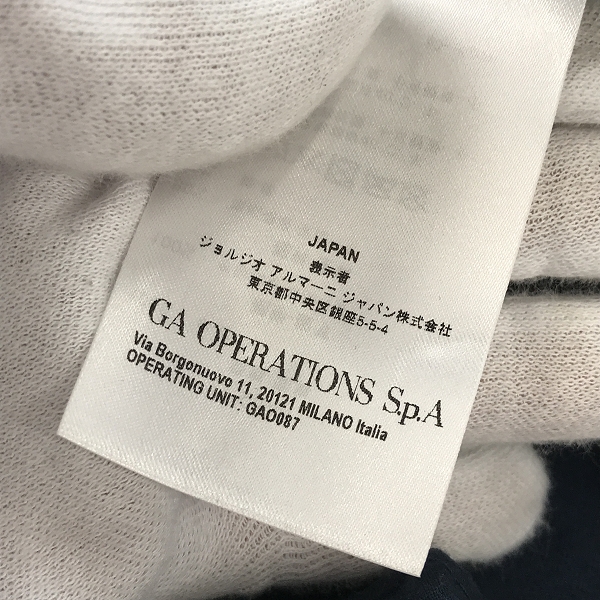 JAPAN
表示者
ジョルジオ アルマーニ ジャパン株式会社
東京都中央区銀座5-5-4
GA OPERATIONS S.p.A
Via Borgonuovo 11, 20121 MILANO Italia
OPERATING UNIT: GAO087